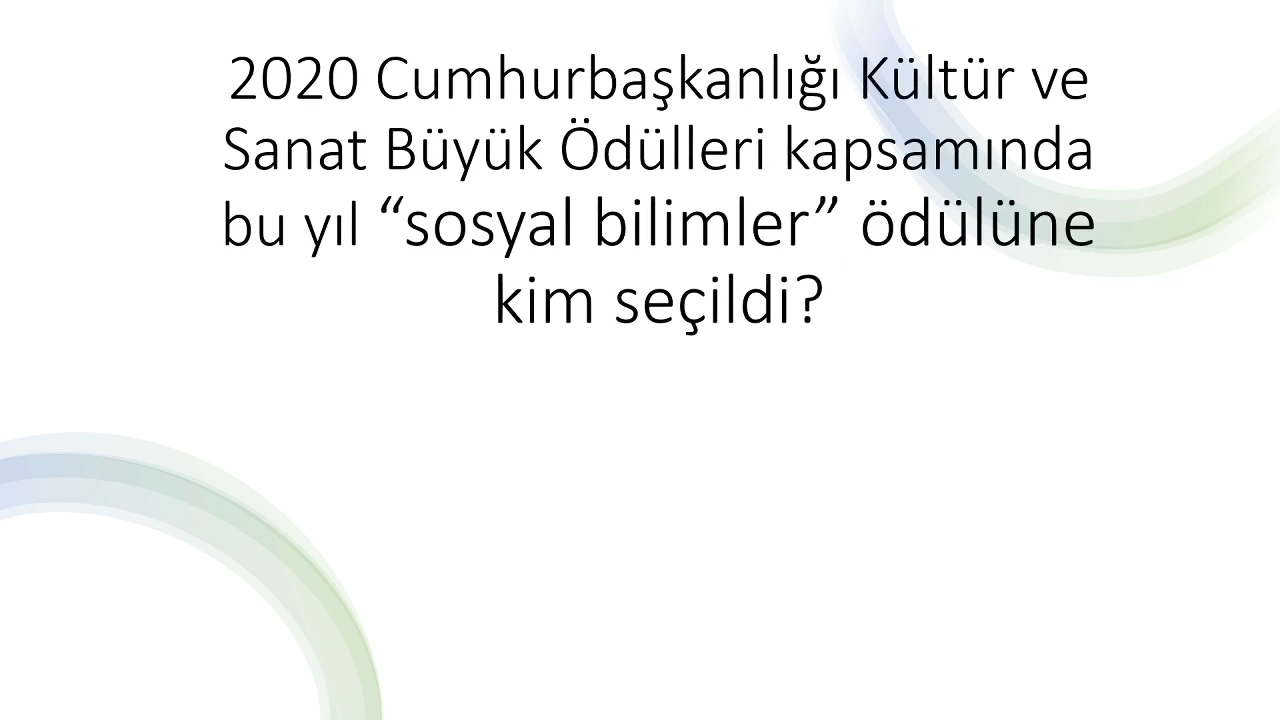 2020 Cumhurbaşkanlığı Kültür ve
Sanat Büyük Ödülleri kapsamında
bu yıl “sosyal bilimler” ödülüne
kim seçildi?